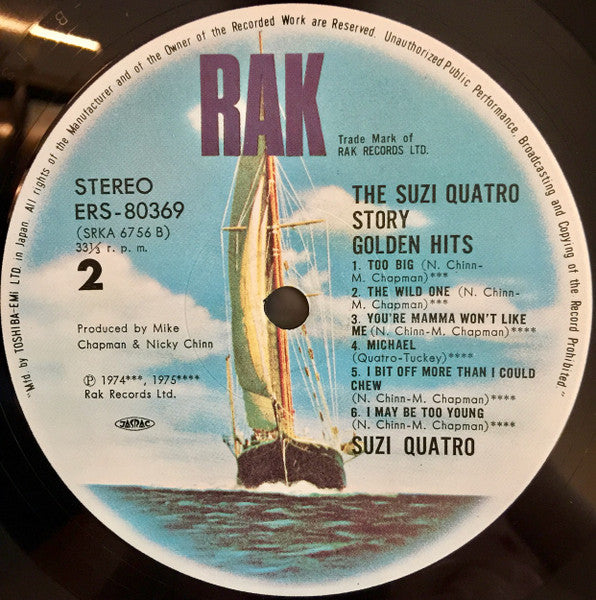 "Mfd by TOSHIBA-EMI LTD. in Japan. All rights of the Manufacturer and of the Owner of the Recorded Work are Reserved. Unauthorized Public Performance, Broadcasting and Copying of the Record Prohibited."
RAK
Trade Mark of
RAK RECORDS LTD.
STEREO
ERS-80369
(SRKA 6756 B)
33⅓ r. p. m.
2
Produced by Mike
Chapman & Nicky Chinn
Ⓟ 1974***, 1975****
Rak Records Ltd.
JASRAC
THE SUZI QUATRO
STORY
GOLDEN HITS
1. TOO BIG (N. Chinn-
M. Chapman)***
2. THE WILD ONE (N. Chinn-
M. Chapman)***
3. YOU'RE MAMMA WON'T LIKE
ME (N. Chinn-M. Chapman)****
4. MICHAEL
(Quatro-Tuckey)****
5. I BIT OFF MORE THAN I COULD
CHEW
(N. Chinn-M. Chapman)****
6. I MAY BE TOO YOUNG
(N. Chinn-M. Chapman)****
SUZI QUATRO